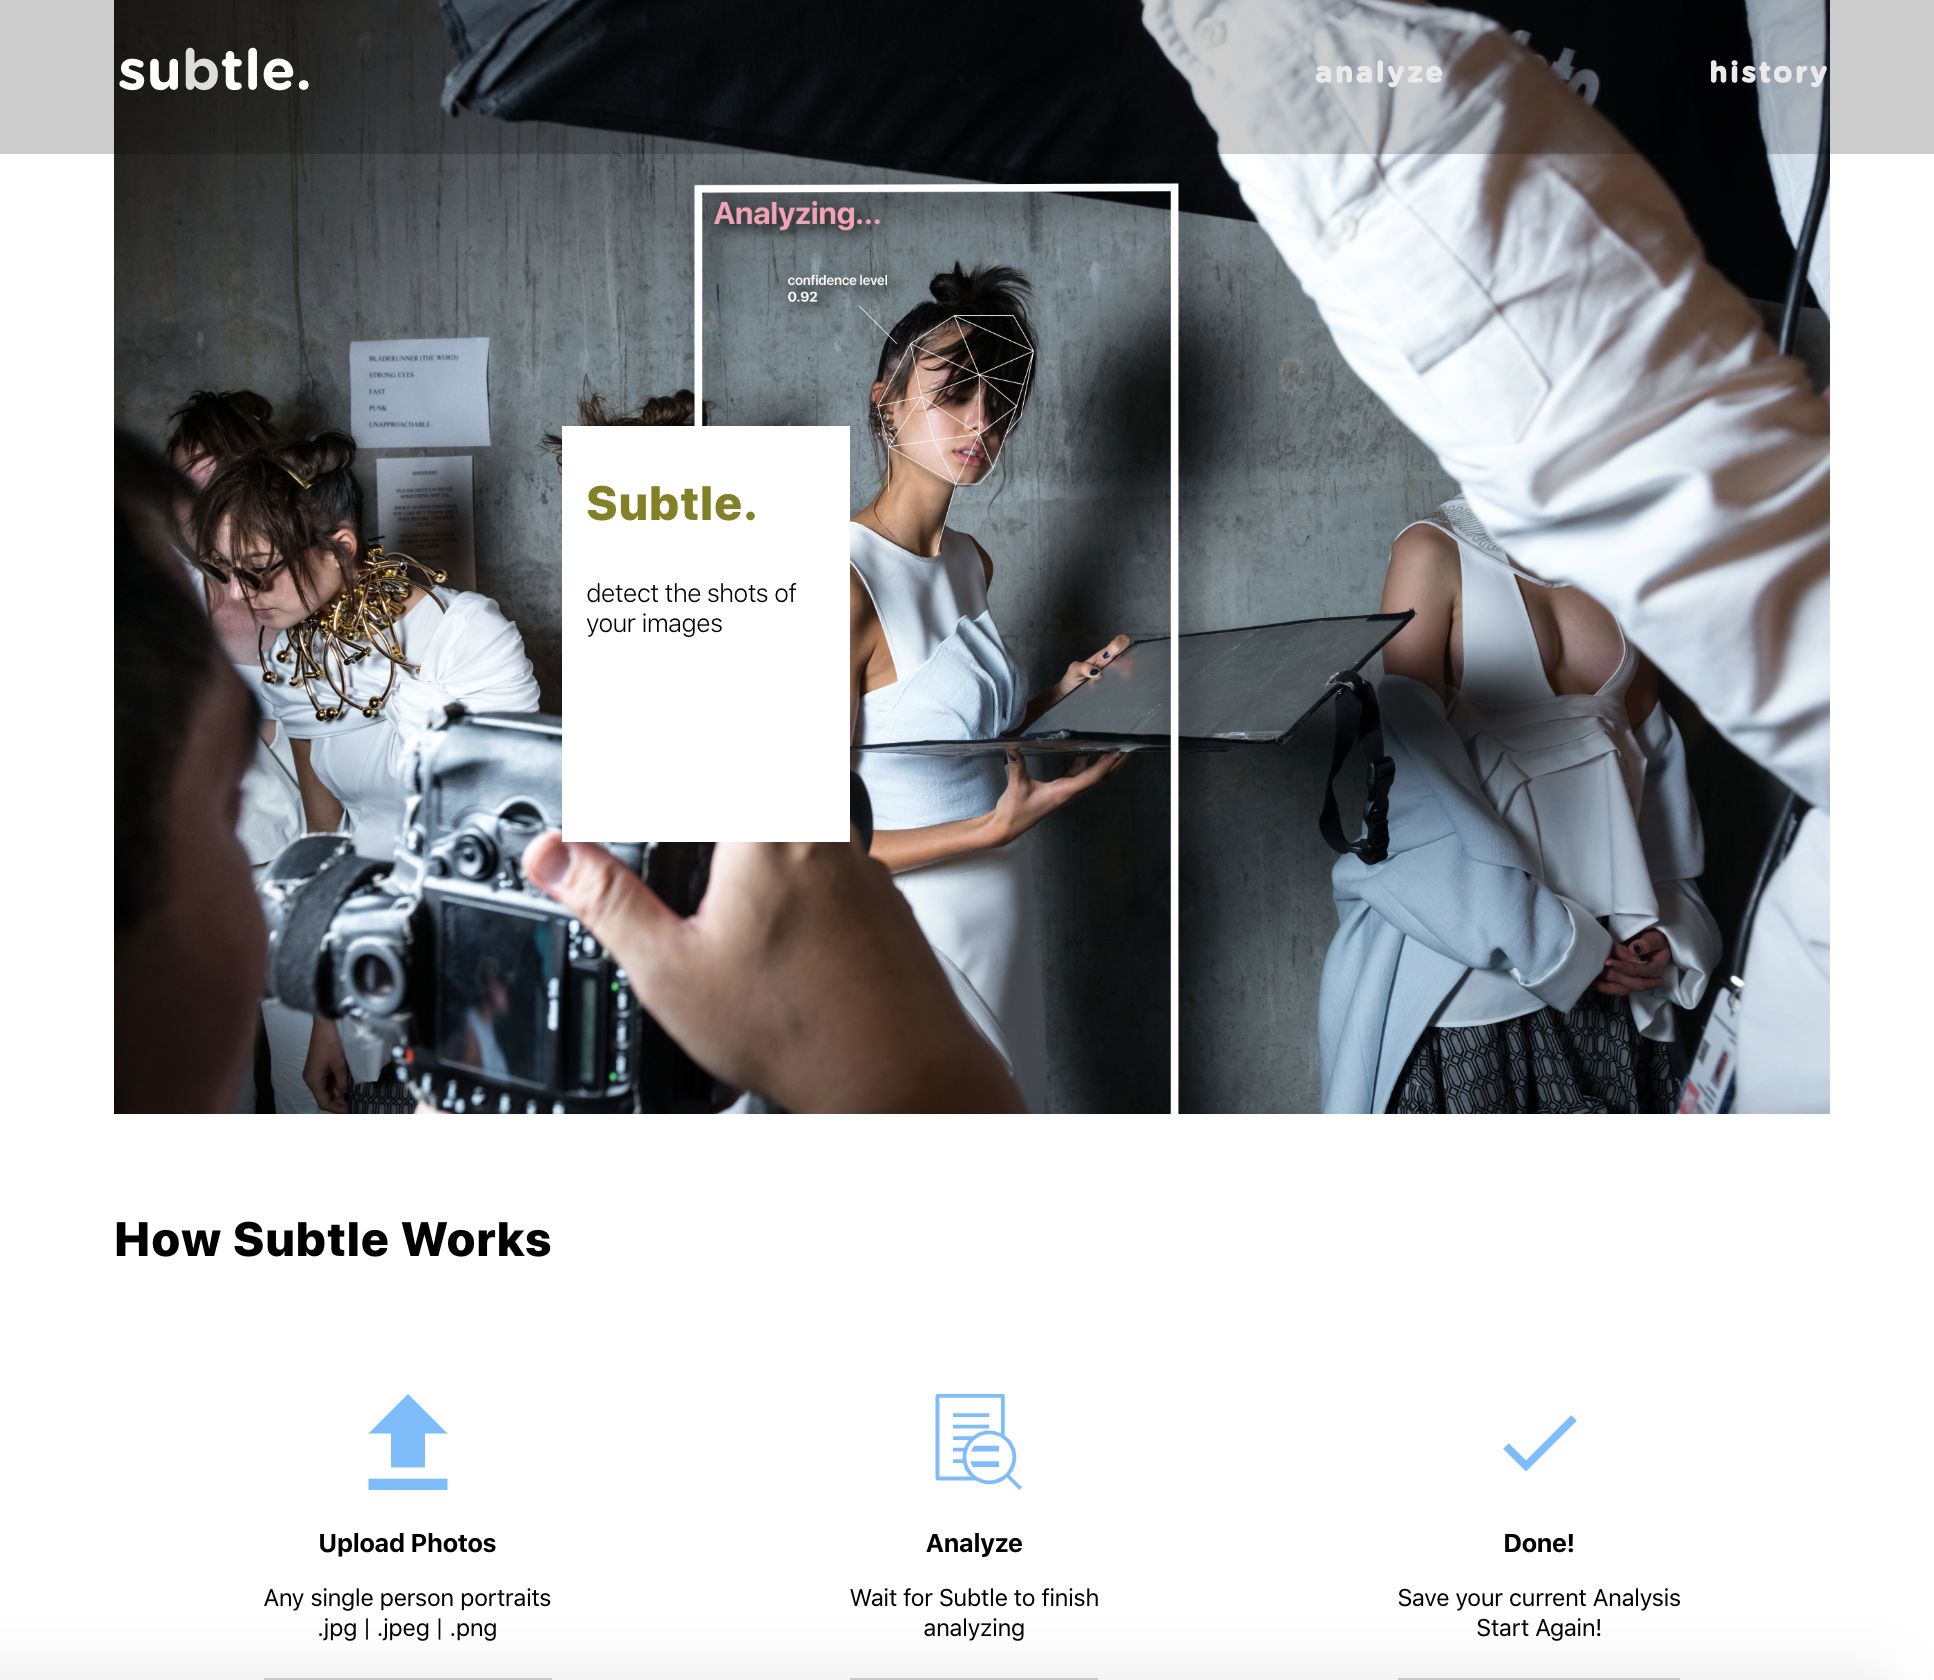 subtle.
analyze
history
Analyzing...
confidence level
0.92
BLADERUNNER (THE WORD)
STRONG EYES
FAST
PUNK
UNAPPROACHABLE
Subtle.
detect the shots of
your images
How Subtle Works
Upload Photos
Any single person portraits
.jpg | .jpeg | .png
Analyze
Wait for Subtle to finish
analyzing
Done!
Save your current Analysis
Start Again!